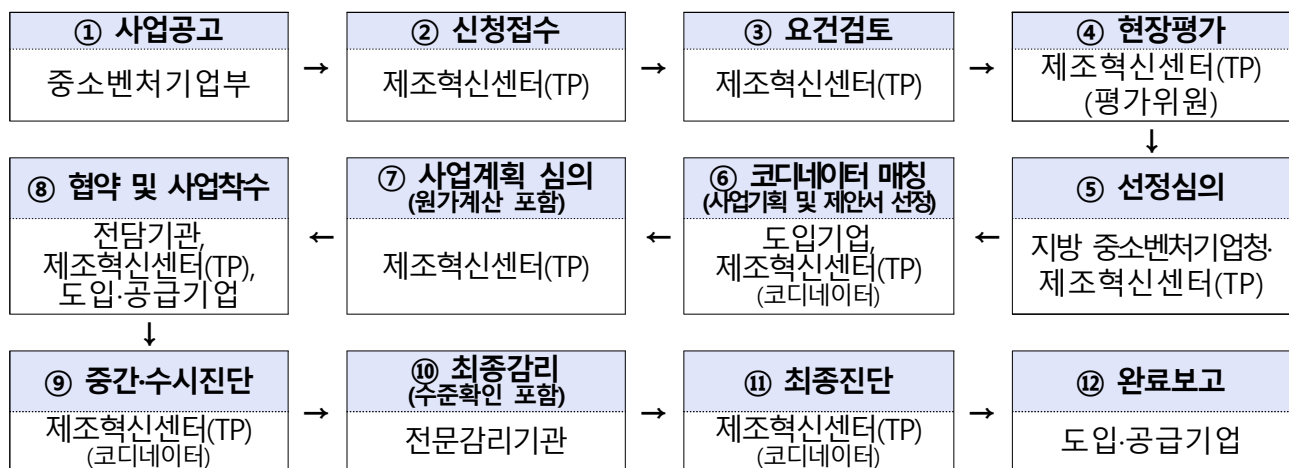 ① 사업공고
중소벤처기업부
→
② 신청접수
제조혁신센터(TP)
→
③ 요건검토
제조혁신센터(TP)
→
④ 현장평가
제조혁신센터(TP)
(평가위원)
↓
⑤ 선정심의
지방 중소벤처기업청·
제조혁신센터(TP)
←
⑥ 코디네이터 매칭
(사업기획 및 제안서 선정)
도입기업,
제조혁신센터(TP)
(코디네이터)
←
⑦ 사업계획 심의
(원가계산 포함)
제조혁신센터(TP)
←
⑧ 협약 및 사업착수
전담기관,
제조혁신센터(TP),
도입·공급기업
↓
⑨ 중간·수시진단
제조혁신센터(TP)
(코디네이터)
→
⑩ 최종감리
(수준확인 포함)
전문감리기관
→
⑪ 최종진단
제조혁신센터(TP)
(코디네이터)
→
⑫ 완료보고
도입·공급기업